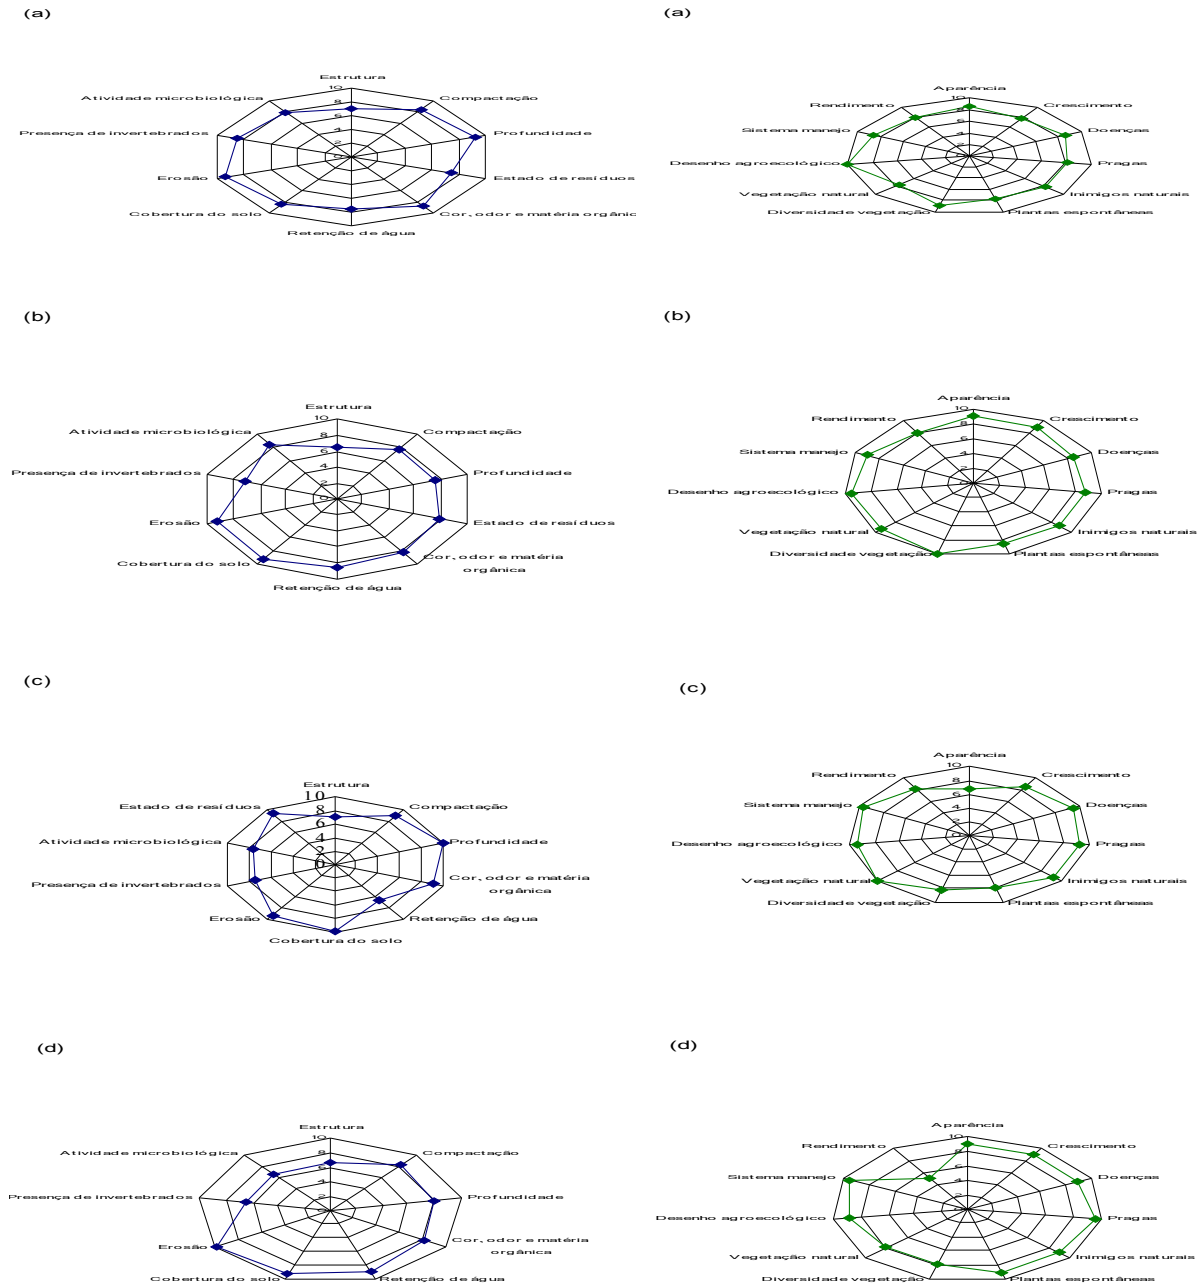 (a)
Estrutura
10
Atividade microbiológica
Compactação
8
6
Presença de invertebrados
Profundidade
4
2
0
Erosão
Estado de resíduos
Cobertura do solo
Cor, odor e matéria orgânic
Retenção de água
(a)
Aparência
10
Rendimento
Crescimento
8
Sistema manejo
Doenças
6
4
2
0
Desenho agroecológico
Pragas
Vegetação natural
Inimigos naturais
Diversidade vegetação
Plantas espontâneas
(b)
Estrutura
10
Atividade microbiológica
Compactação
8
6
Presença de invertebrados
Profundidade
4
2
0
Erosão
Estado de resíduos
Cobertura do solo
Cor, odor e matéria
orgânica
Retenção de água
(b)
Aparência
10
Rendimento
Crescimento
8
Sistema manejo
Doenças
6
4
2
0
Desenho agroecológico
Pragas
Vegetação natural
Inimigos naturais
Diversidade vegetação
Plantas espontâneas
(c)
Estrutura
10
Estado de resíduos
Compactação
8
6
Atividade microbiológica
Profundidade
4
2
0
Presença de invertebrados
Cor, odor e matéria
orgânica
Erosão
Retenção de água
Cobertura do solo
(c)
Aparência
10
Rendimento
Crescimento
8
Sistema manejo
Doenças
6
4
2
0
Desenho agroecológico
Pragas
Vegetação natural
Inimigos naturais
Diversidade vegetação
Plantas espontâneas
(d)
Estrutura
10
Atividade microbiológica
Compactação
8
6
Presença de invertebrados
Profundidade
4
2
0
Erosão
Cor, odor e matéria
orgânica
Cobertura do solo
Retenção de água
(d)
Aparência
10
Rendimento
Crescimento
8
Sistema manejo
Doenças
6
4
2
0
Desenho agroecológico
Pragas
Vegetação natural
Inimigos naturais
Diversidade vegetação
Plantas espontâneas